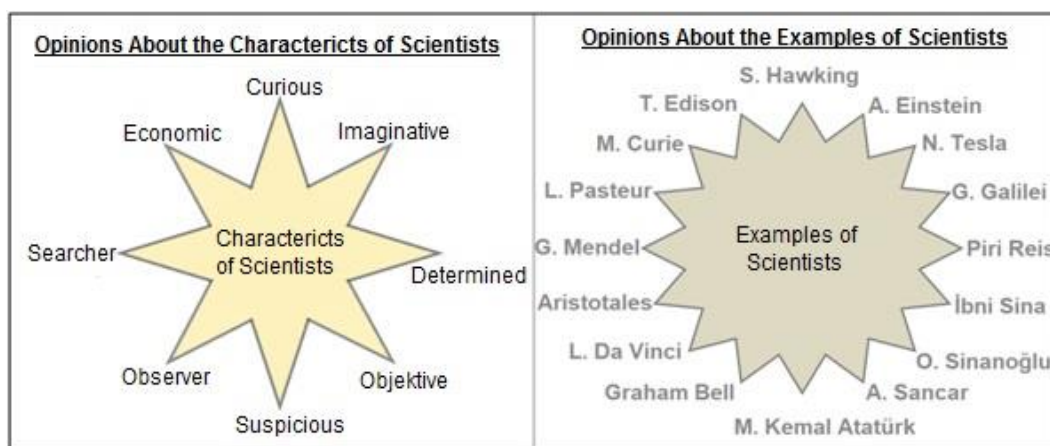 Opinions About the Charactericts of Scientists
Curious
Imaginative
Determined
Objektive
Suspicious
Observer
Searcher
Economic
Charactericts
of Scientists
Opinions About the Examples of Scientists
S. Hawking
A. Einstein
N. Tesla
G. Galilei
Piri Reis
İbni Sina
O. Sinanoğlu
A. Sancar
M. Kemal Atatürk
Graham Bell
L. Da Vinci
Aristotales
G. Mendel
L. Pasteur
M. Curie
T. Edison
Examples of
Scientists